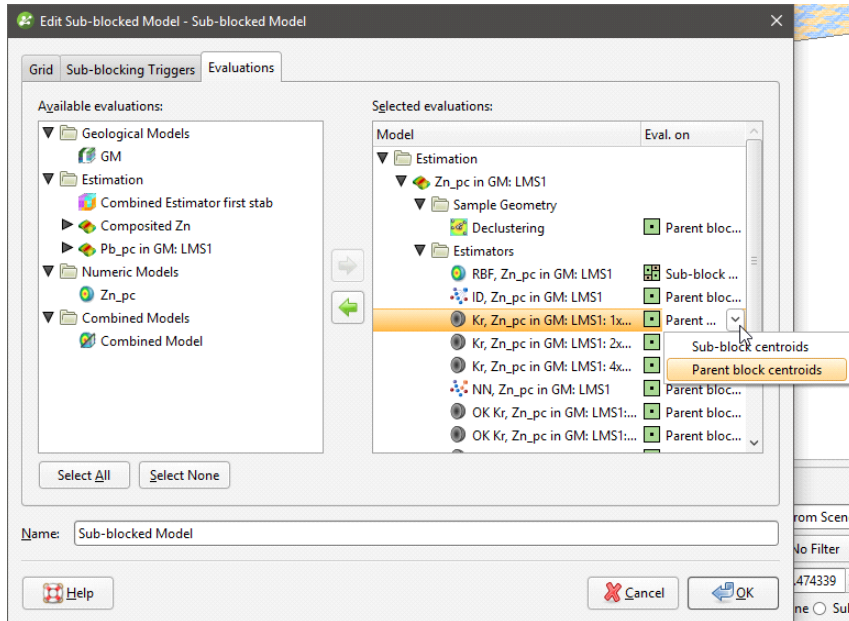 Edit Sub-blocked Model - Sub-blocked Model
Grid Sub-blocking Triggers Evaluations
Available evaluations:
Geological Models
GM
Estimation
Combined Estimator first stab
Composited Zn
Pb_pc in GM: LMS1
Numeric Models
Zn_pc
Combined Models
Combined Model
Select All Select None
Selected evaluations:
Model Eval. on
Estimation
Zn_pc in GM: LMS1
Sample Geometry
Declustering Parent bloc...
Estimators
RBF, Zn_pc in GM: LMS1 Sub-block ...
ID, Zn_pc in GM: LMS1 Parent bloc...
Kr, Zn_pc in GM: LMS1: 1x... Parent ...
Kr, Zn_pc in GM: LMS1: 2x...
Kr, Zn_pc in GM: LMS1: 4x...
Sub-block centroids
Parent block centroids
NN, Zn_pc in GM: LMS1 Parent bloc...
OK Kr, Zn_pc in GM: LMS1:... Parent bloc...
OK Kr, Zn_pc in GM: LMS1:... Parent bloc...
Name: Sub-blocked Model
Help Cancel OK
rom Scen
No Filter
.474339
ne Sul